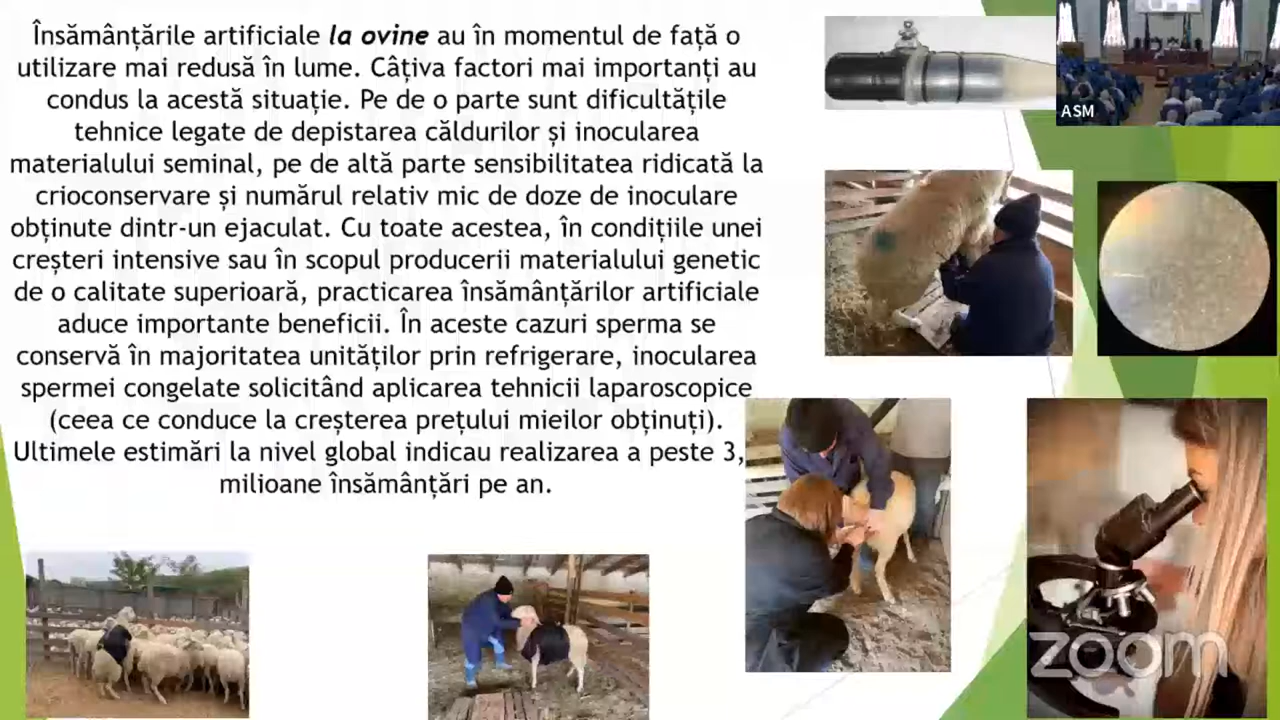 Însămânțările artificiale la ovine au în momentul de față o
utilizare mai redusă în lume. Câțiva factori mai importanți au
condus la acestă situație. Pe de o parte sunt dificultățile
tehnice legate de depistarea căldurilor și inocularea
materialului seminal, pe de altă parte sensibilitatea ridicată la
crioconservare și numărul relativ mic de doze de inoculare
obținute dintr-un ejaculat. Cu toate acestea, în condițiile unei
creșteri intensive sau în scopul producerii materialului genetic
de o calitate superioară, practicarea însămânțărilor artificiale
aduce importante beneficii. În aceste cazuri sperma se
conservă în majoritatea unităților prin refrigerare, inocularea
spermei congelate solicitând aplicarea tehnicii laparoscopice
(ceea ce conduce la creșterea prețului mieilor obținuți).
Ultimele estimări la nivel global indicau realizarea a peste 3,
milioane însămânțări pe an.
ASM
zoom